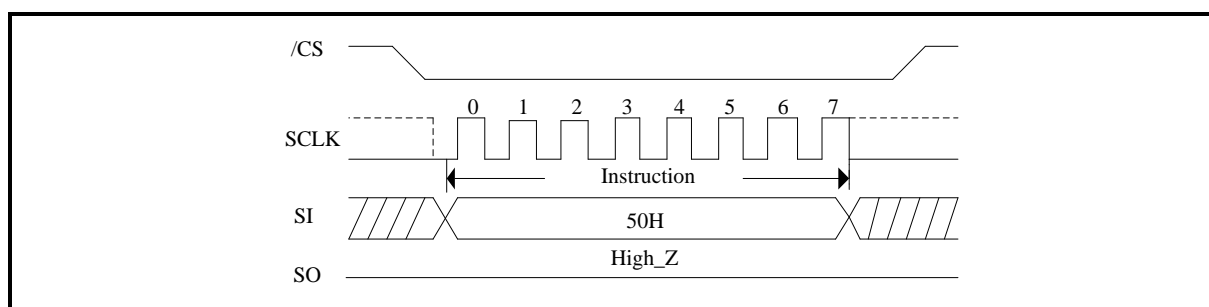 /CS
0 1 2 3 4 5 6 7
SCLK
Instruction
SI
50H
High_Z
SO